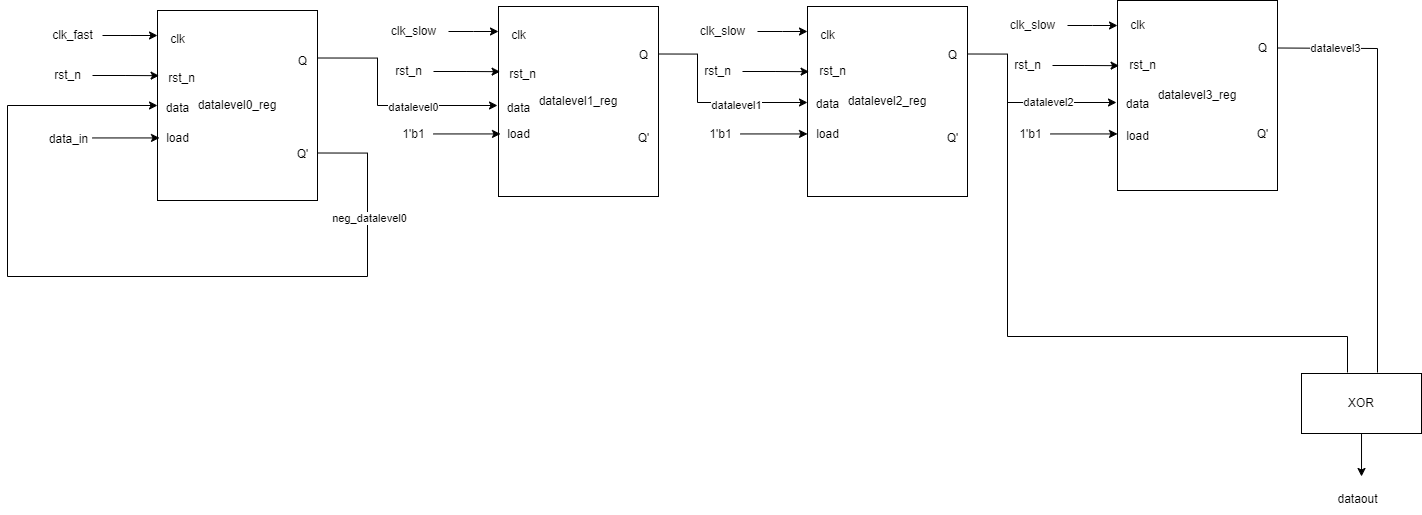 clk_fast
clk
rst_n
rst_n
data
datalevel0_reg
data_in
load
Q
Q'
neg_datalevel0
clk_slow
clk
rst_n
rst_n
datalevel0
data
datalevel1_reg
1'b1
load
Q
Q'
clk_slow
clk
rst_n
rst_n
datalevel1
data
datalevel2_reg
1'b1
load
Q
Q'
clk_slow
clk
rst_n
rst_n
datalevel2
data
datalevel3_reg
1'b1
load
Q
Q'
datalevel3
XOR
dataout